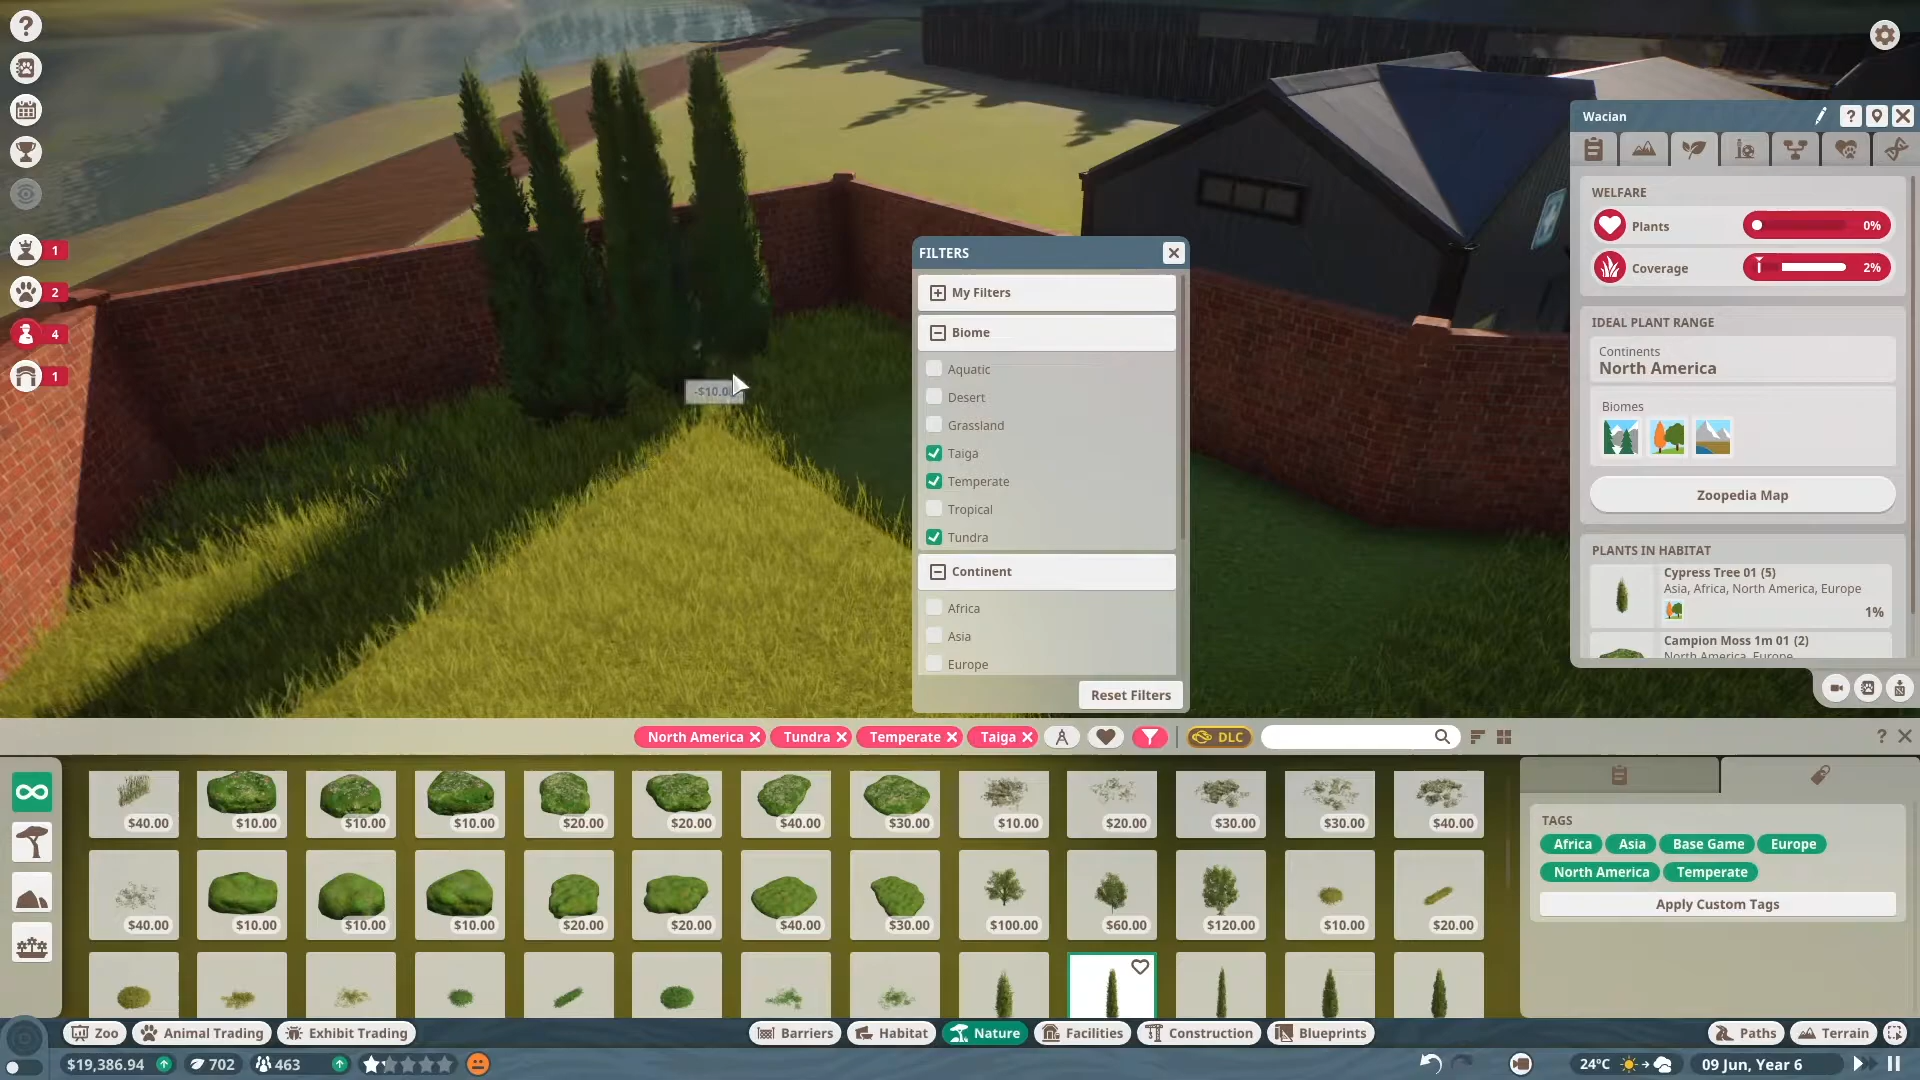 1
2
4
1
-$10.0
FILTERS
My Filters
Biome
Aquatic
Desert
Grassland
Taiga
Temperate
Tropical
Tundra
Continent
Africa
Asia
Europe
Reset Filters
Wacian
WELFARE
Plants 0%
Coverage 2%
IDEAL PLANT RANGE
Continents
North America
Biomes
Zoopedia Map
PLANTS IN HABITAT
Cypress Tree 01 (5)
Asia, Africa, North America, Europe
1%
Campion Moss 1m 01 (2)
North America, Europe
North America Tundra Temperate Taiga DLC
$40.00 $10.00 $10.00 $10.00 $20.00 $20.00 $40.00 $30.00 $10.00 $20.00 $30.00 $30.00 $40.00
$40.00 $10.00 $10.00 $10.00 $20.00 $20.00 $40.00 $30.00 $100.00 $60.00 $120.00 $10.00 $20.00
TAGS
Africa Asia Base Game Europe
North America Temperate
Apply Custom Tags
Zoo Animal Trading Exhibit Trading Barriers Habitat Nature Facilities Construction Blueprints Paths Terrain
$19,386.94 702 463 24°C 09 Jun, Year 6